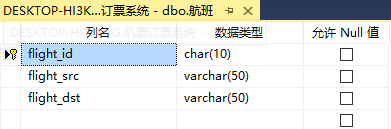 DESKTOP-HI3K...订票系统 - dbo.航班
列名 数据类型 允许 Null 值
flight_id char(10)
flight_src varchar(50)
flight_dst varchar(50)